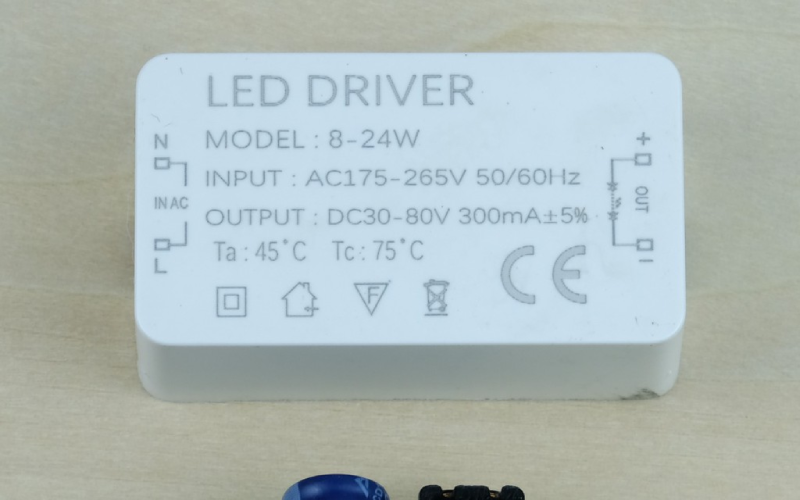 LED DRIVER
MODEL : 8-24W
INPUT : AC175-265V 50/60Hz
OUTPUT : DC30-80V 300mA±5%
Ta : 45°C Tc : 75°C
N
IN AC
L
+
OUT
-
F
CE